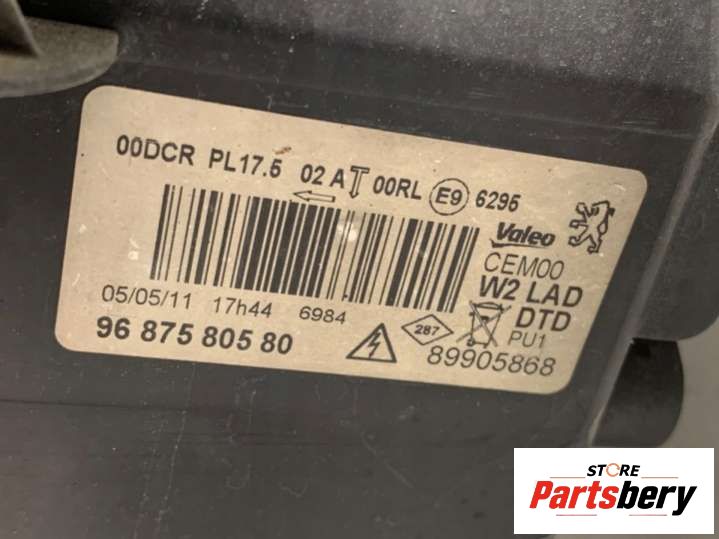 00DCR PL17.5 02 A 00RL E9 6295
Valeo
CEM00
W2 LAD
DTD
PU1
05/05/11 17h44 6984
96 875 805 80
287
89905868
STORE
Partsbery